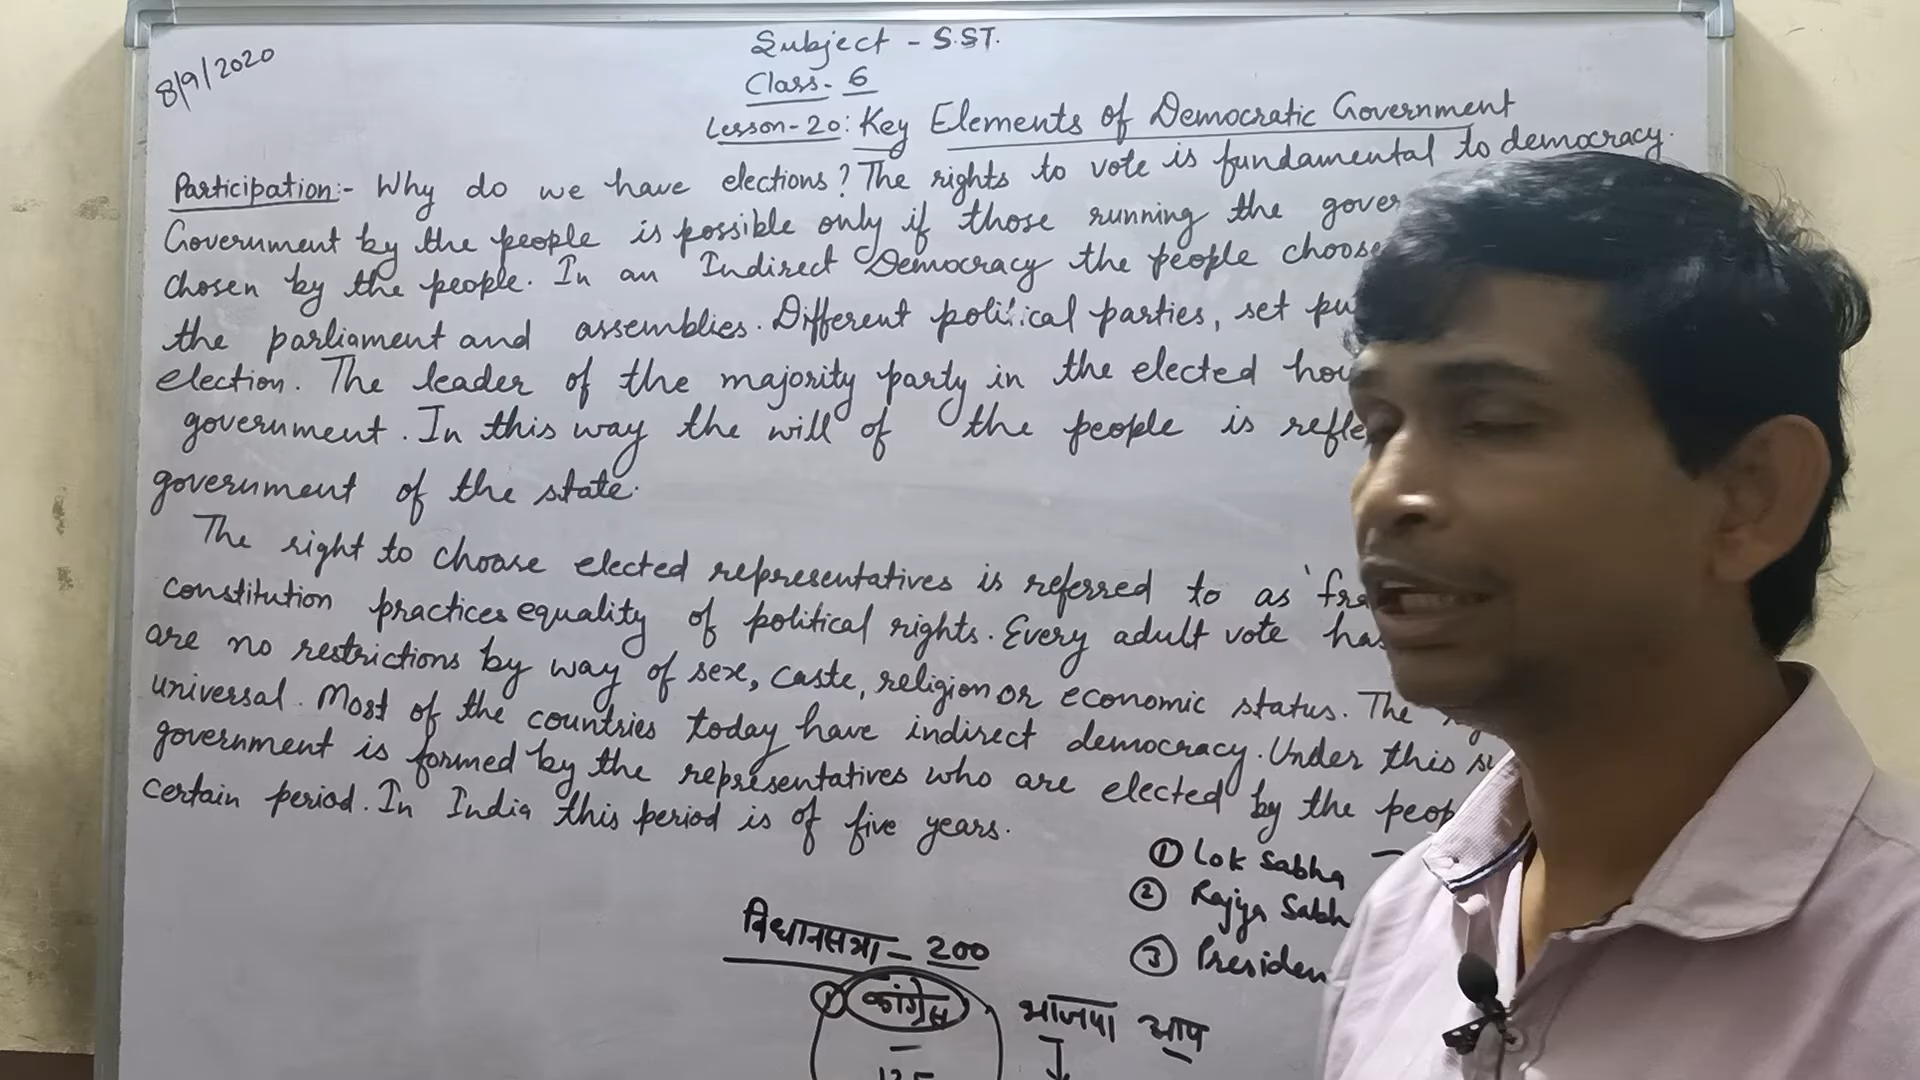 8/9/2020
Subject - S.ST.
Class- 6
Lesson-20: Key Elements of Democratic Government
Participation:- Why do we have elections? The rights to vote is fundamental to democracy.
Government by the people is possible only if those running the gover
chosen by the people. In an Indirect Democracy the people choose
the parliament and assemblies. Different political parties, set pu
election. The leader of the majority party in the elected hou
government. In this way the will of the people is refle
government of the state.
The right to choose elected representatives is referred to as 'fra
constitution practices equality of political rights. Every adult vote has
are no restrictions by way of sex, caste, religion or economic status. The
universal. Most of the countries today have indirect democracy. Under this sy
government is formed by the representatives who are elected by the peop
certain period. In India this period is of five years.
① Lok Sabha
② Rajya Sabh
③ Presiden
विधानसभा - 200
① कांग्रेस भाजपा आप